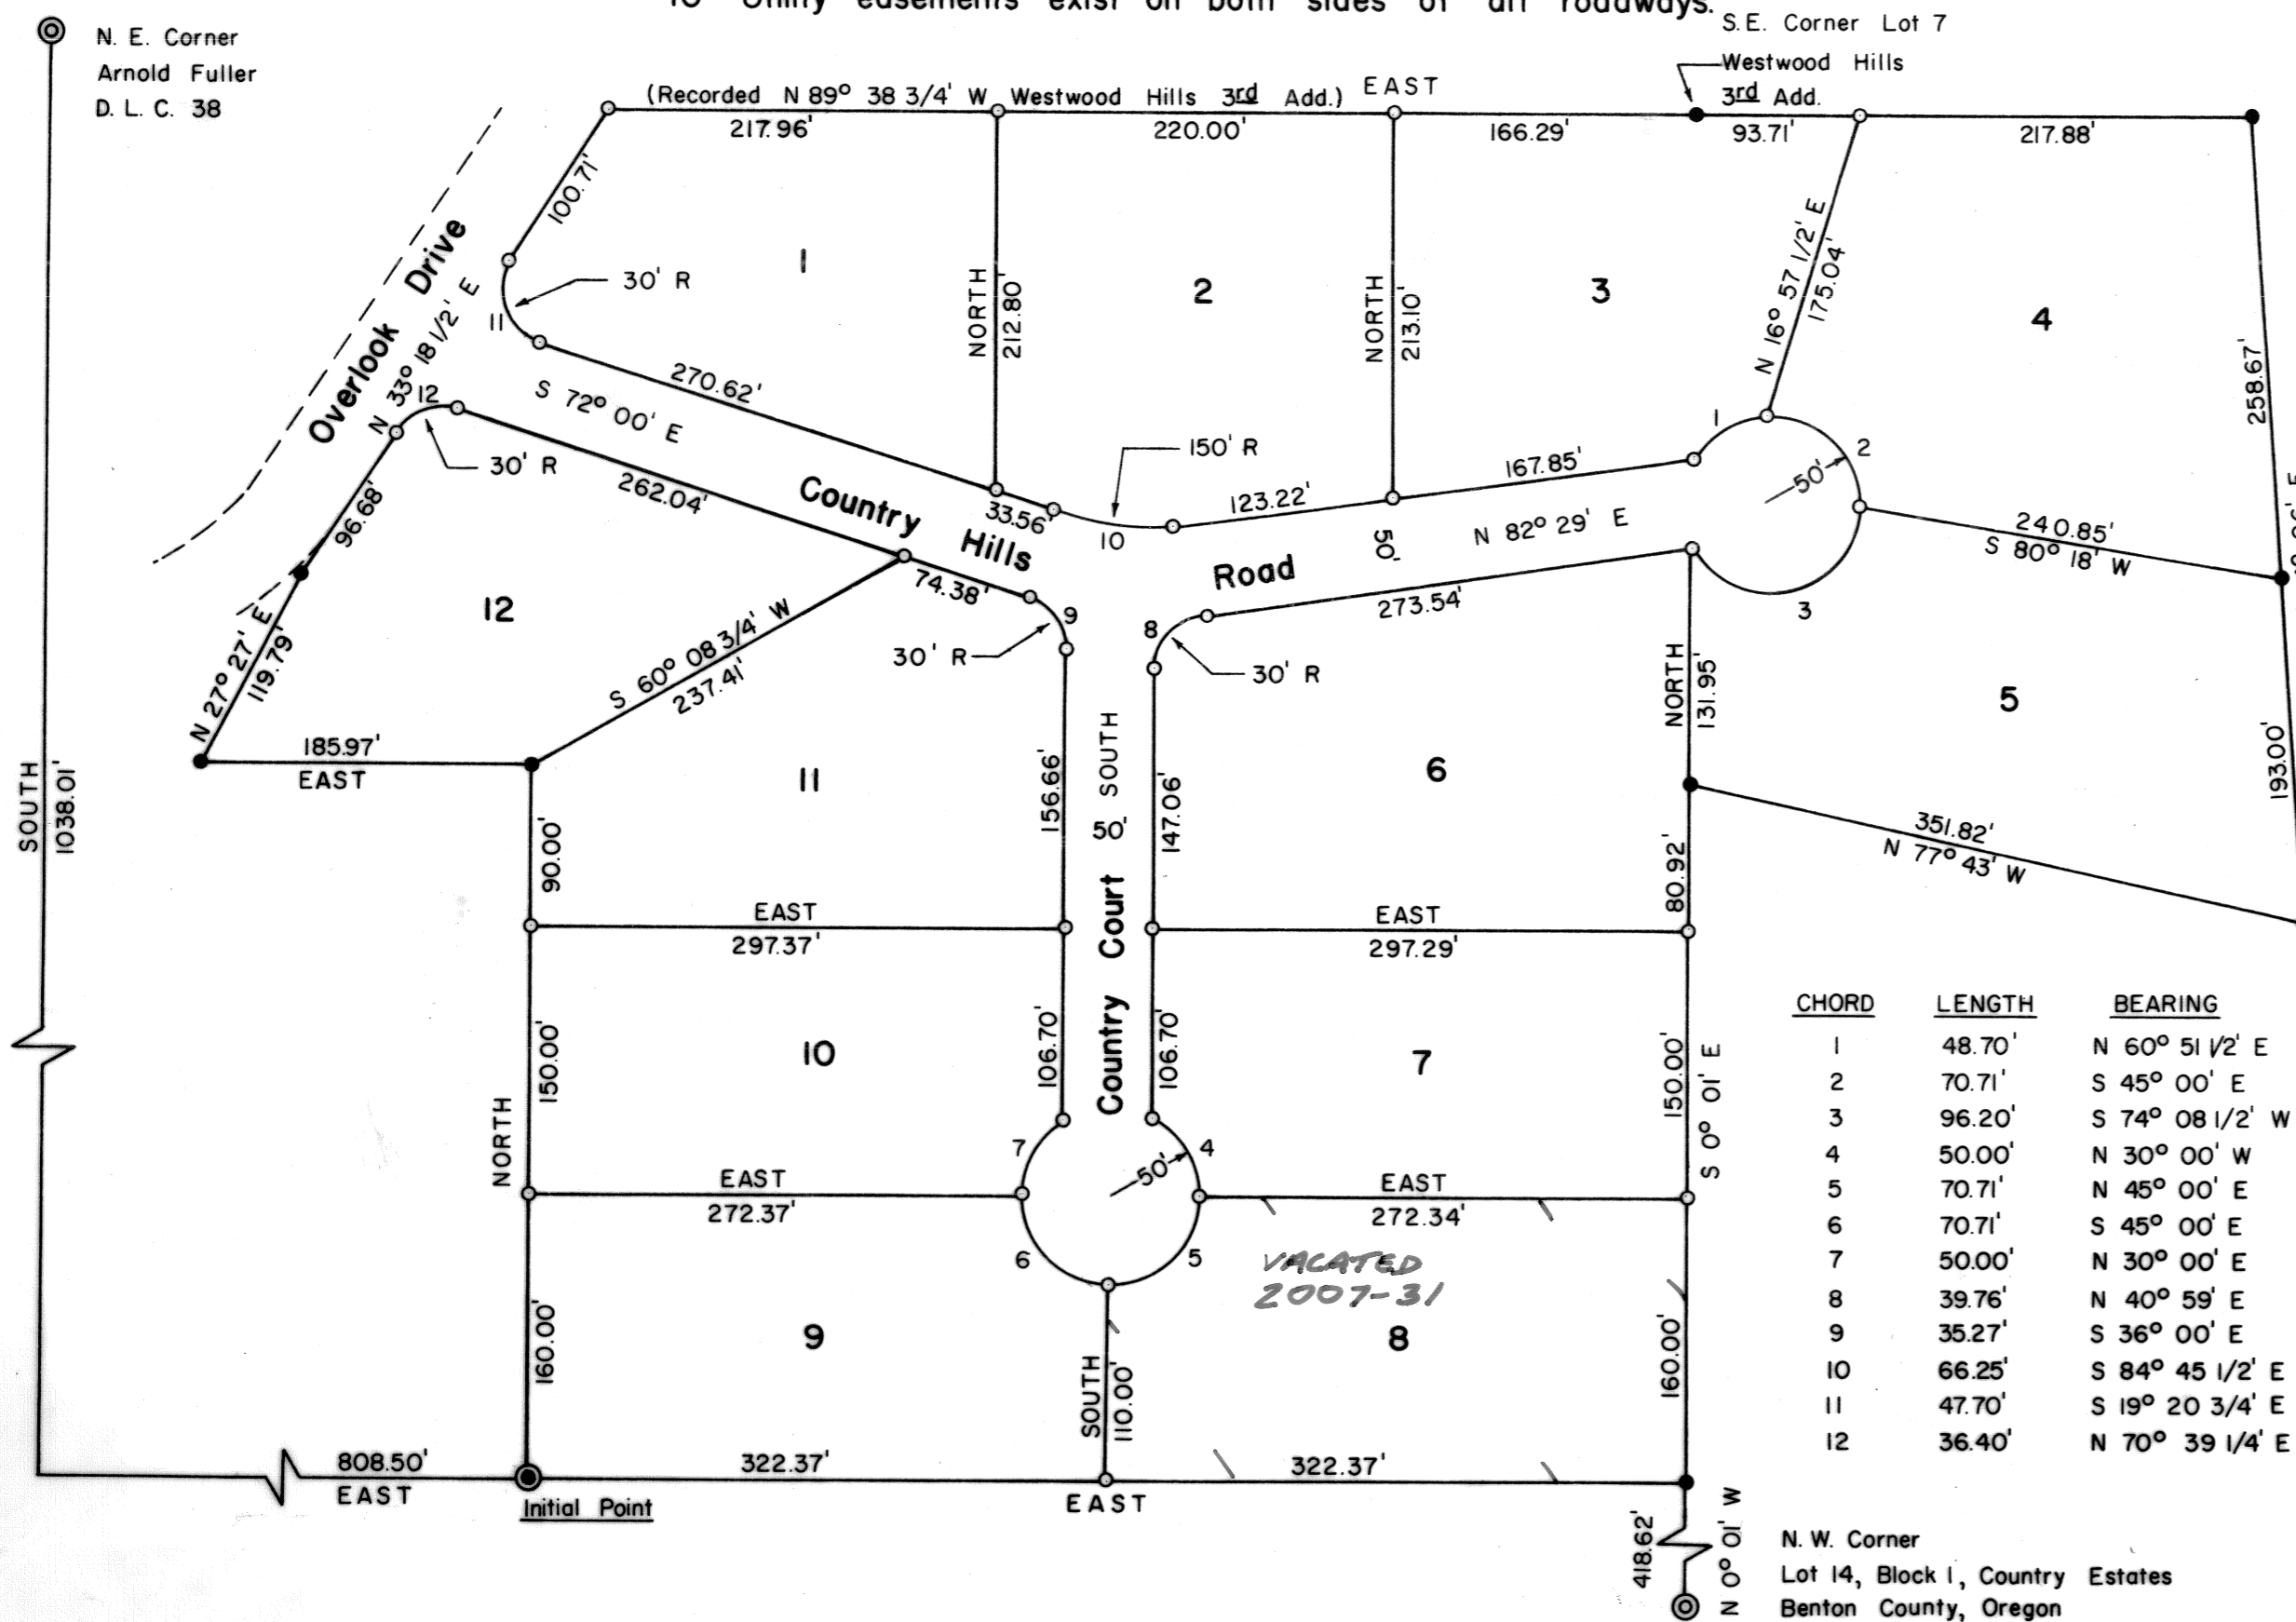 10' Utility easements exist on both sides of all roadways.
N. E. Corner
Arnold Fuller
D. L. C. 38
S.E. Corner Lot 7
Westwood Hills
3rd Add.
(Recorded N 89° 38 3/4' W Westwood Hills 3rd Add.) EAST
217.96'
220.00'
166.29'
93.71'
217.88'
100.71'
Overlook Drive
N 33° 18 1/2' E
1
30' R
11
NORTH
212.80'
2
NORTH
213.10'
3
N 16° 57 1/2' E
175.04'
4
258.67'
12
30' R
96.68'
270.62'
S 72° 00' E
262.04'
Country Hills Road
33.56'
150' R
10
123.22'
167.85'
50'
N 82° 29' E
1
50'
2
3
240.85'
S 80° 18' W
12
N 27° 27' E
119.79'
185.97'
EAST
S 60° 08 3/4' W
237.41'
74.38'
9
30' R
8
30' R
273.54'
NORTH
131.95'
5
193.00'
SOUTH
1038.01'
11
90.00'
156.66'
SOUTH
50'
Country Court
147.06'
6
80.92'
351.82'
N 77° 43' W
EAST
297.37'
EAST
297.29'
NORTH
150.00'
10
106.70'
106.70'
7
150.00'
S 0° 01' E
7
50'
4
EAST
272.37'
EAST
272.34'
6
5
VACATED
2007-31
160.00'
9
SOUTH
110.00'
8
160.00'
808.50'
EAST
322.37'
322.37'
EAST
Initial Point
418.62'
N 0° 01' W
N. W. Corner
Lot 14, Block 1, Country Estates
Benton County, Oregon
CHORD LENGTH BEARING
1 48.70' N 60° 51 1/2' E
2 70.71' S 45° 00' E
3 96.20' S 74° 08 1/2' W
4 50.00' N 30° 00' W
5 70.71' N 45° 00' E
6 70.71' S 45° 00' E
7 50.00' N 30° 00' E
8 39.76' N 40° 59' E
9 35.27' S 36° 00' E
10 66.25' S 84° 45 1/2' E
11 47.70' S 19° 20 3/4' E
12 36.40' N 70° 39 1/4' E